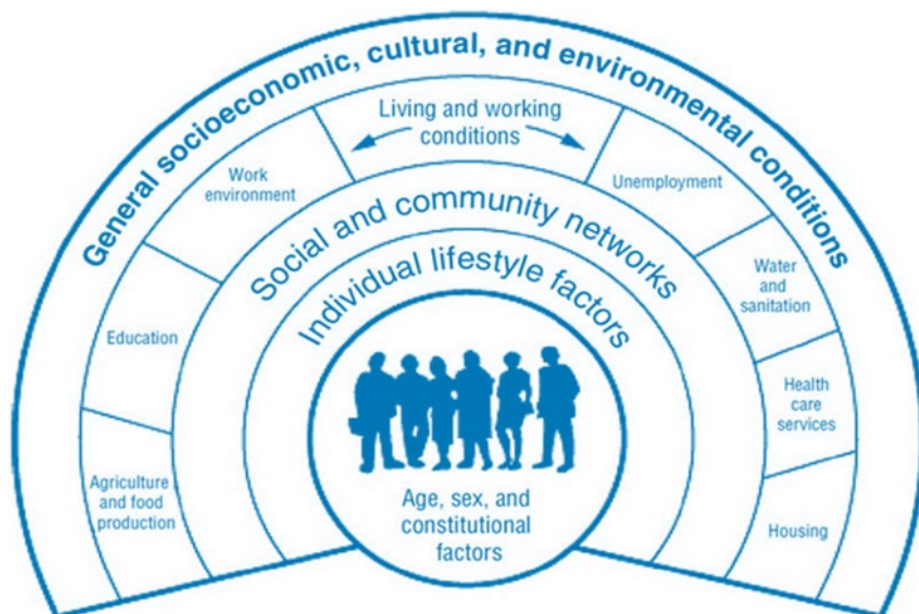 General socioeconomic, cultural, and environmental conditions
Living and working
conditions
Work
environment
Unemployment
Social and community networks
Individual lifestyle factors
Education
Water
and
sanitation
Agriculture
and food
production
Health
care
services
Housing
Age, sex, and
constitutional
factors